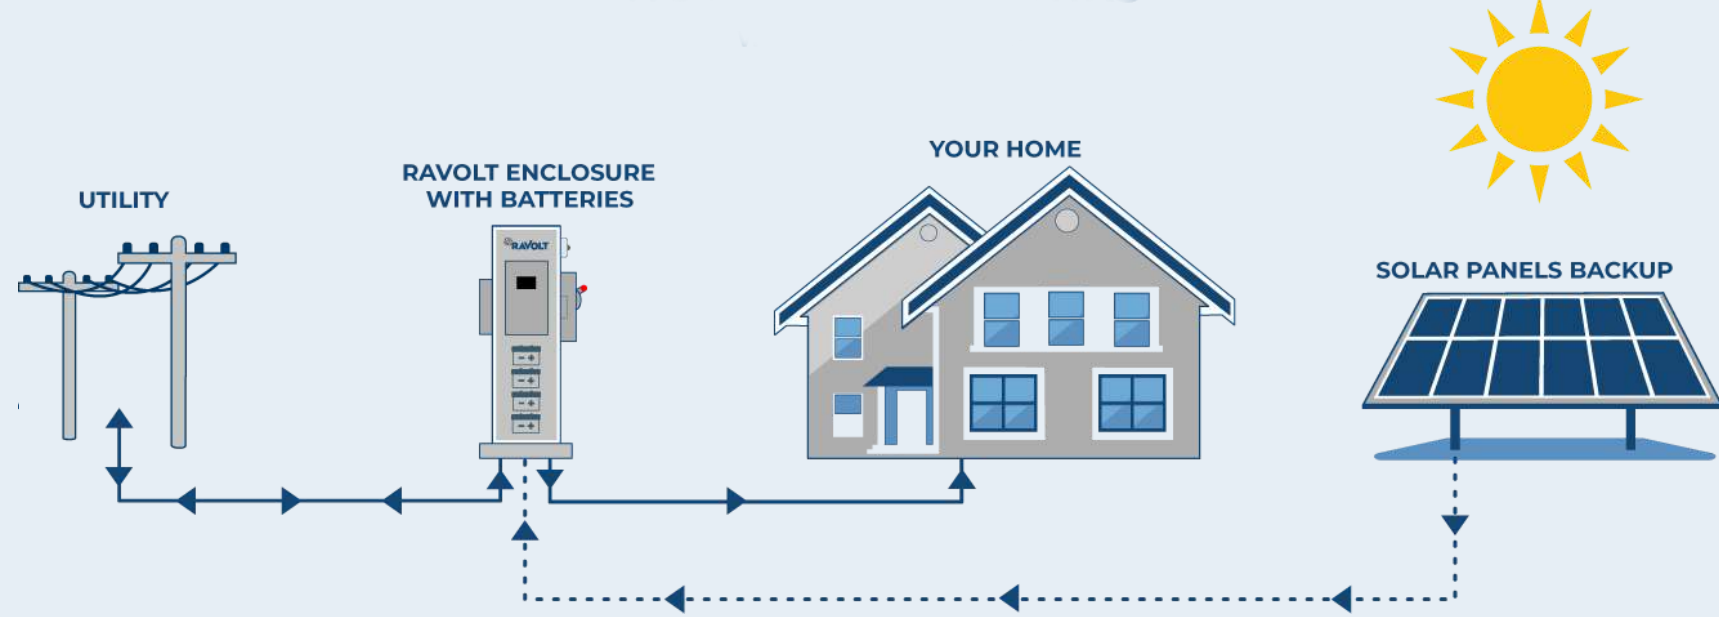 UTILITY
RAVOLT ENCLOSURE
WITH BATTERIES
RAVOLT
YOUR HOME
SOLAR PANELS BACKUP